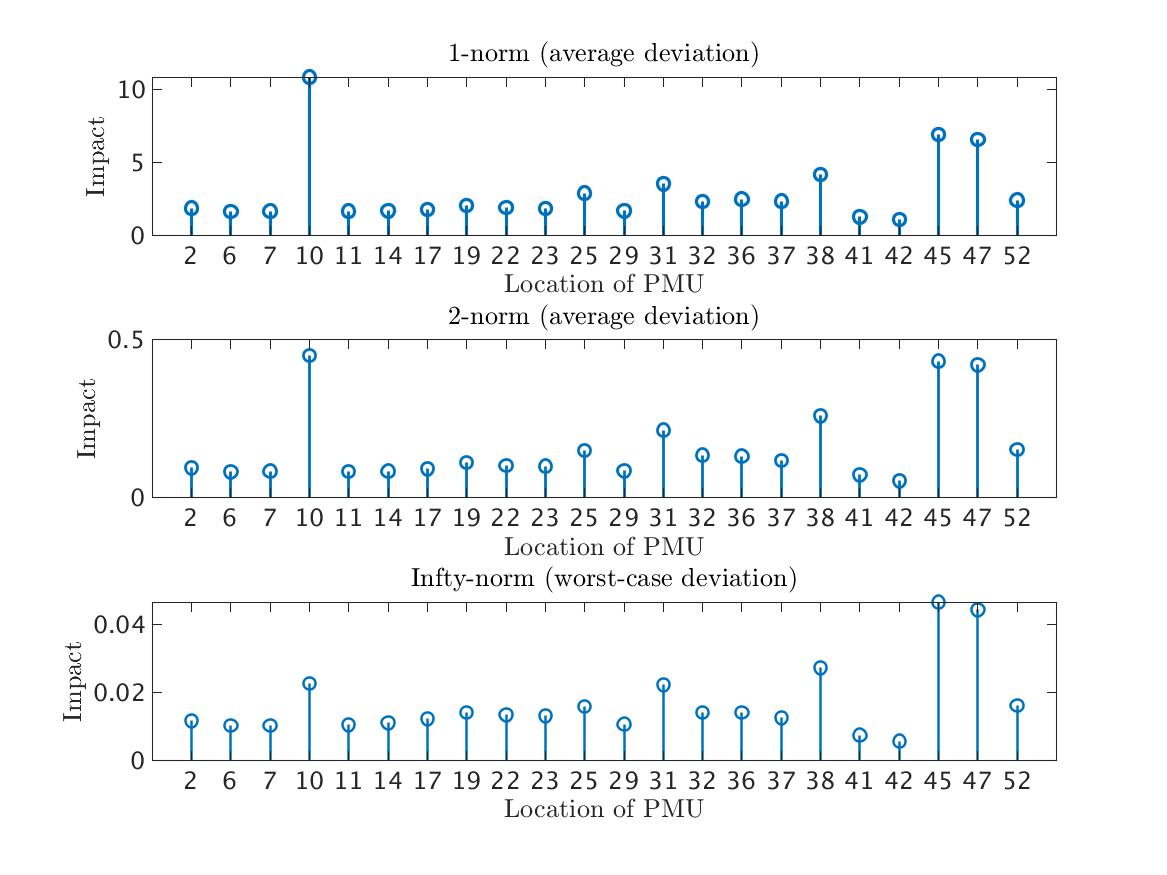 1-norm (average deviation)
10
5
0
Impact
2 6 7 10 11 14 17 19 22 23 25 29 31 32 36 37 38 41 42 45 47 52
Location of PMU
2-norm (average deviation)
0.5
0
Impact
2 6 7 10 11 14 17 19 22 23 25 29 31 32 36 37 38 41 42 45 47 52
Location of PMU
Infty-norm (worst-case deviation)
0.04
0.02
0
Impact
2 6 7 10 11 14 17 19 22 23 25 29 31 32 36 37 38 41 42 45 47 52
Location of PMU